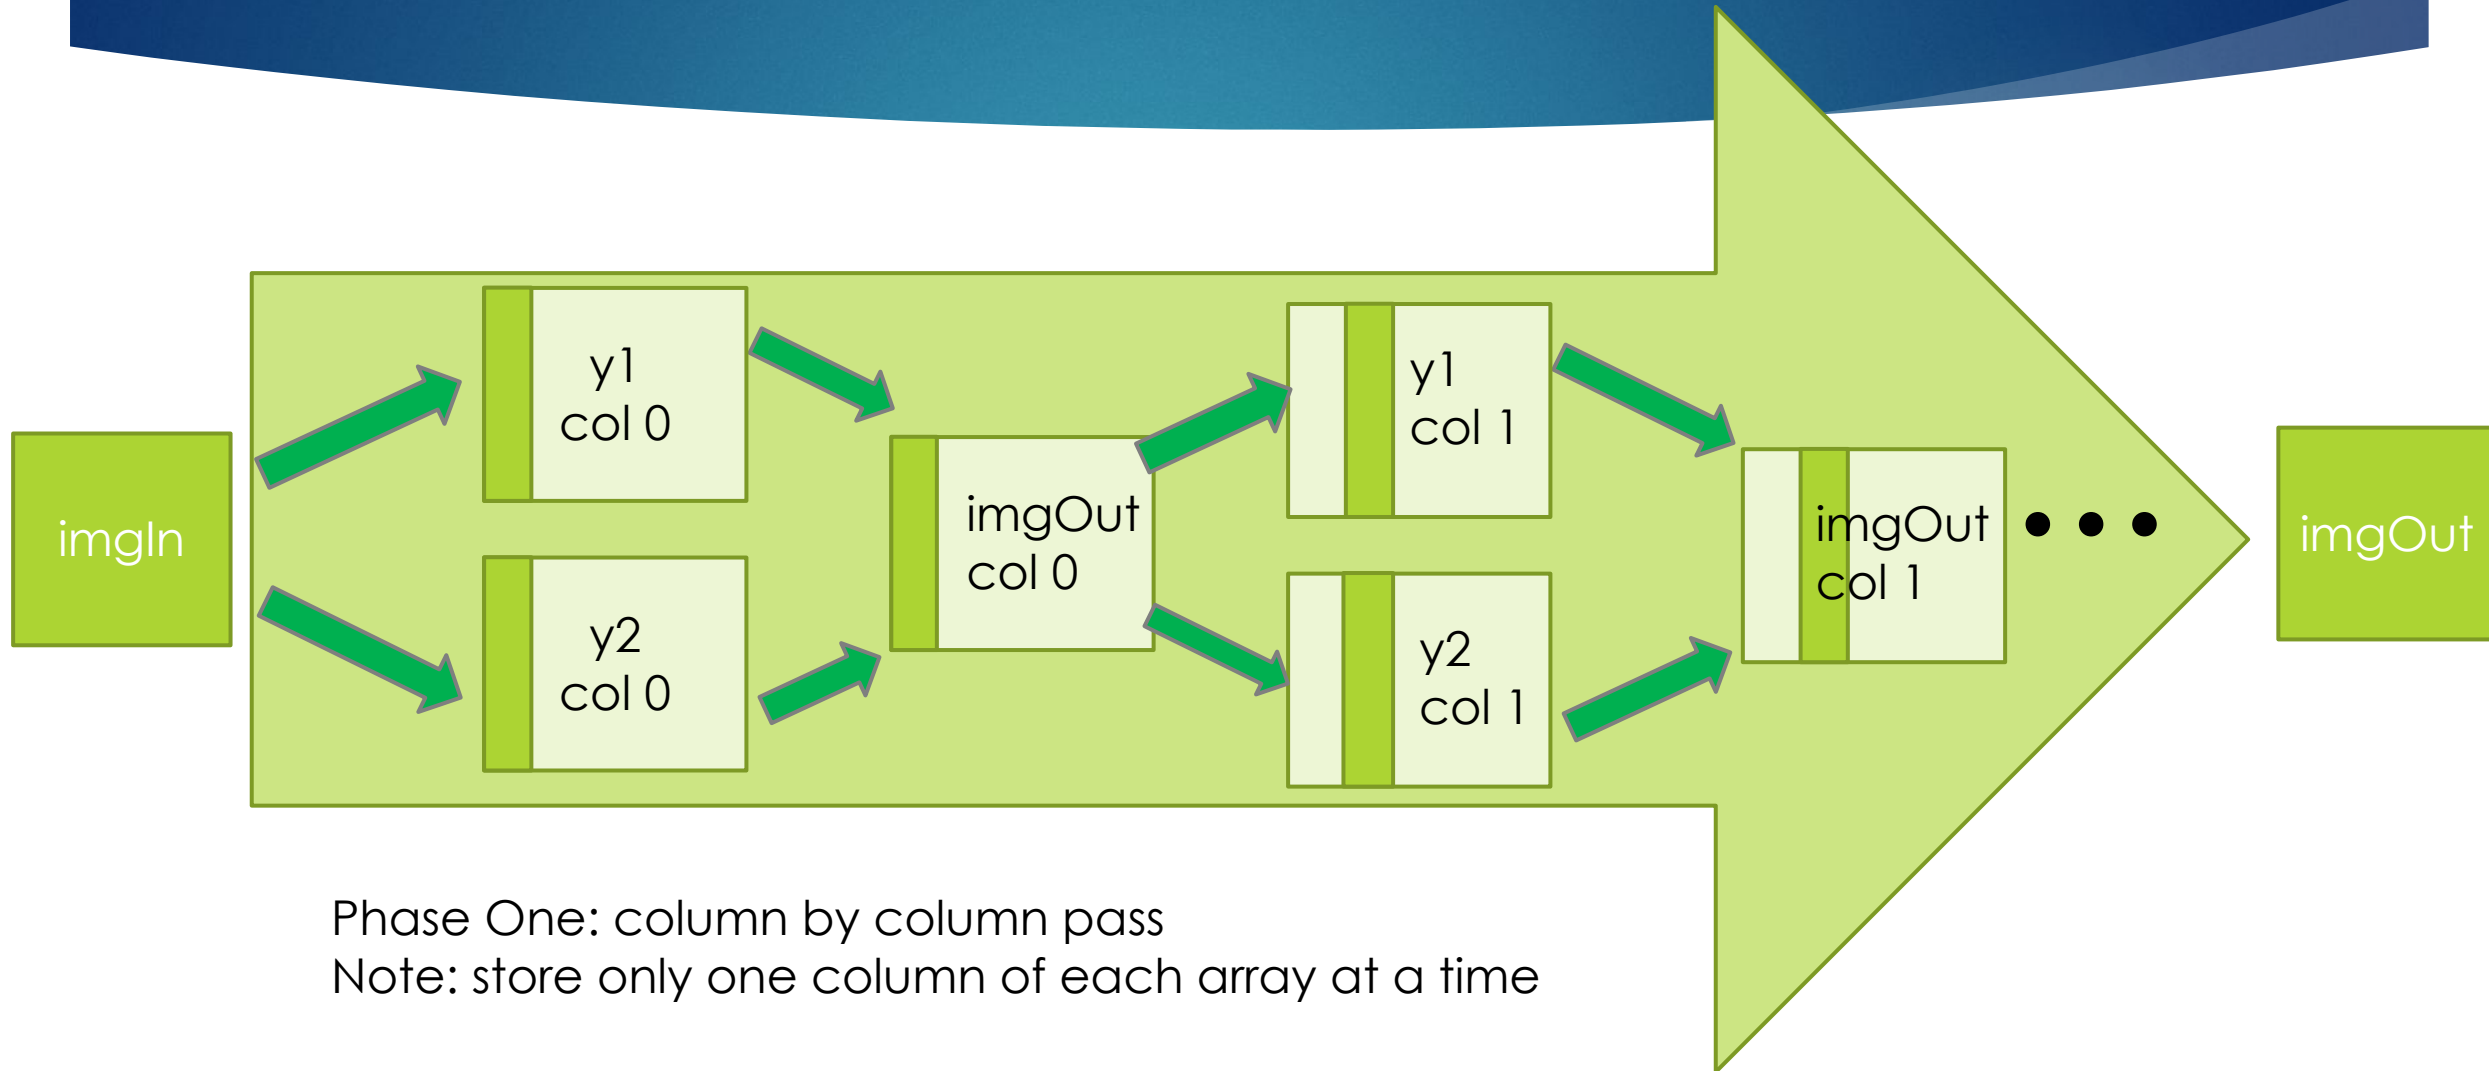 imgIn
y1
col 0
y2
col 0
imgOut
col 0
y1
col 1
y2
col 1
imgOut
col 1
•••
imgOut
Phase One: column by column pass
Note: store only one column of each array at a time